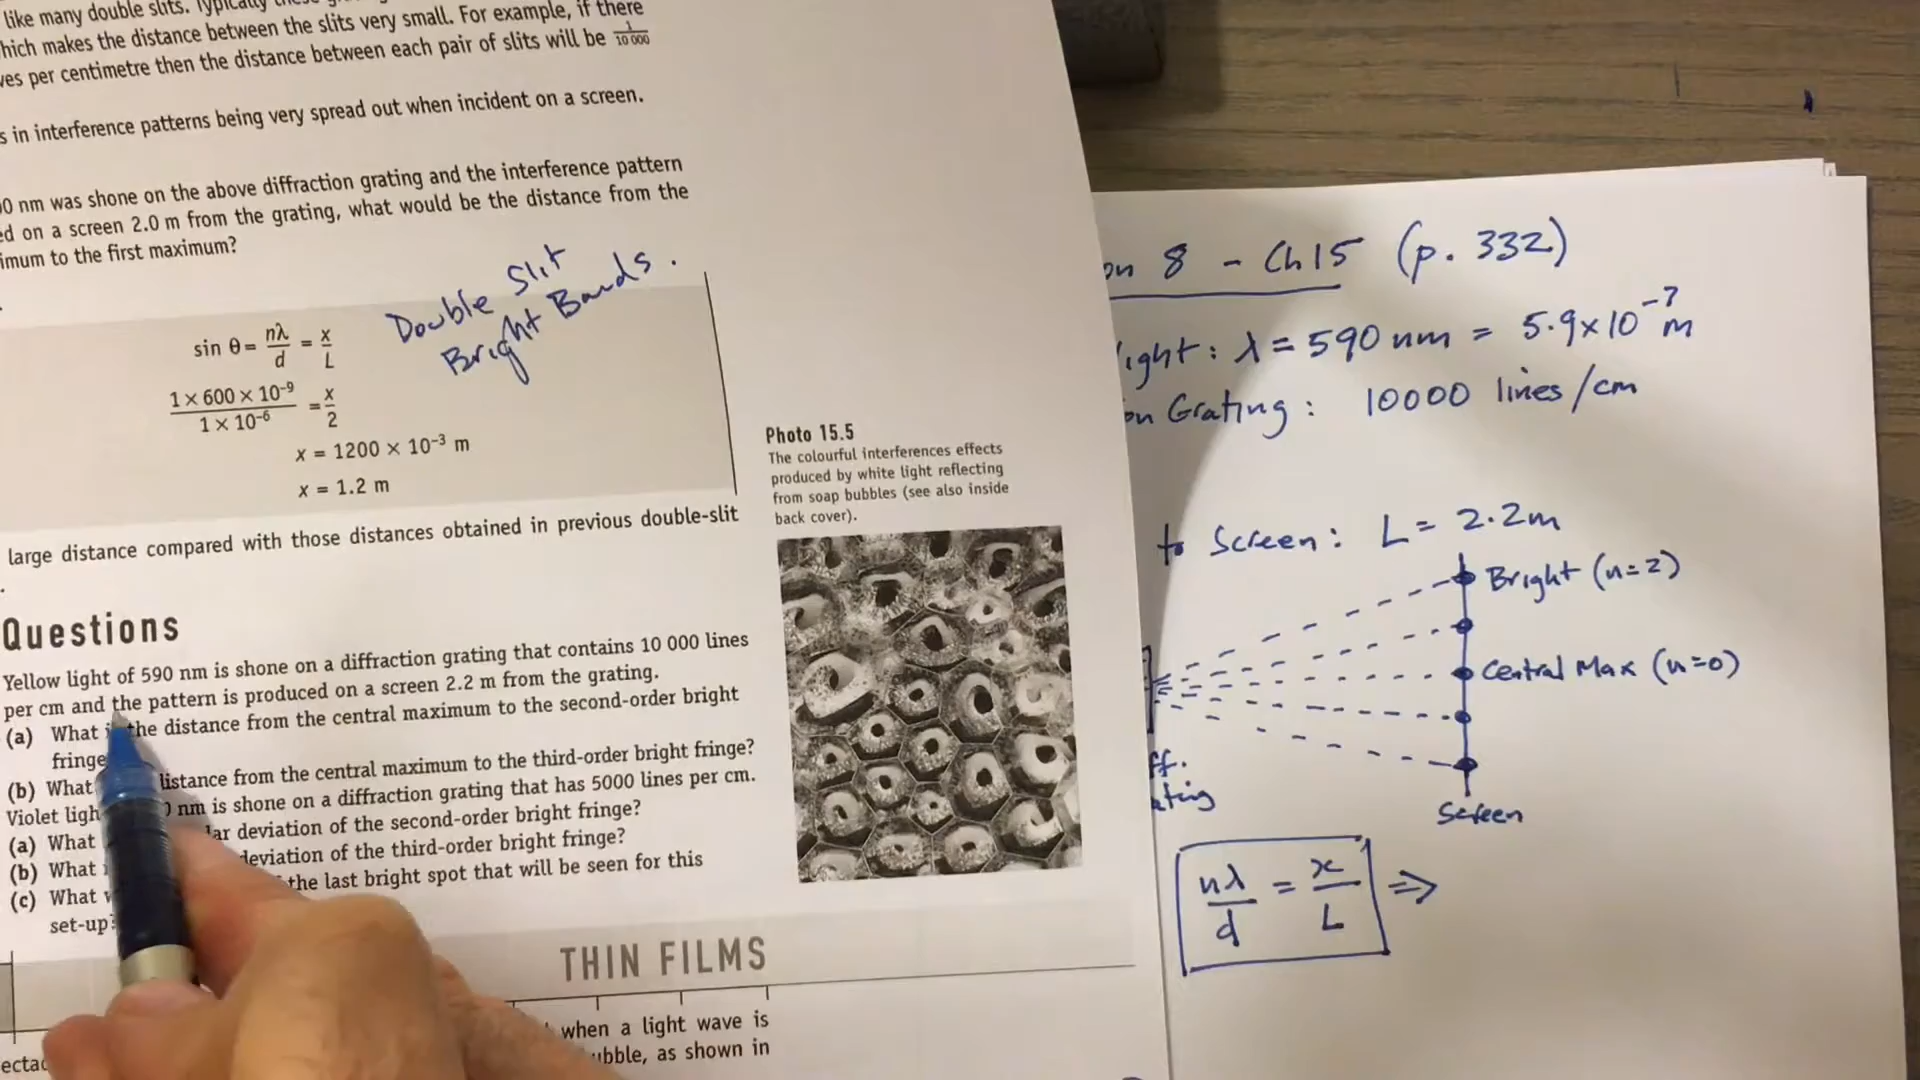 like many double slits. Typically
which makes the distance between the slits very small. For example, if there
ves per centimetre then the distance between each pair of slits will be 1/10 000
s in interference patterns being very spread out when incident on a screen.
00 nm was shone on the above diffraction grating and the interference pattern
ed on a screen 2.0 m from the grating, what would be the distance from the
imum to the first maximum?
sin θ = nλ/d = x/L
1 × 600 × 10⁻⁹ / 1 × 10⁻⁶ = x/2
x = 1200 × 10⁻³ m
x = 1.2 m
Double Slit
Bright Bands.
large distance compared with those distances obtained in previous double-slit
Questions
Yellow light of 590 nm is shone on a diffraction grating that contains 10 000 lines
per cm and the pattern is produced on a screen 2.2 m from the grating.
(a) What is the distance from the central maximum to the second-order bright
fringe
(b) What distance from the central maximum to the third-order bright fringe?
Violet ligh 0 nm is shone on a diffraction grating that has 5000 lines per cm.
(a) What lar deviation of the second-order bright fringe?
(b) What deviation of the third-order bright fringe?
(c) What the last bright spot that will be seen for this
set-up?
THIN FILMS
when a light wave is
ubble, as shown in
ectac
Photo 15.5
The colourful interferences effects
produced by white light reflecting
from soap bubbles (see also inside
back cover).
on 8 - Ch15 (p. 332)
light: λ = 590 nm = 5.9×10⁻⁷ m
on Grating: 10000 lines/cm
to Screen: L = 2.2m
Bright (n=2)
Central Max (n=0)
ff.
ating
Screen
nλ/d = x/L ⇒